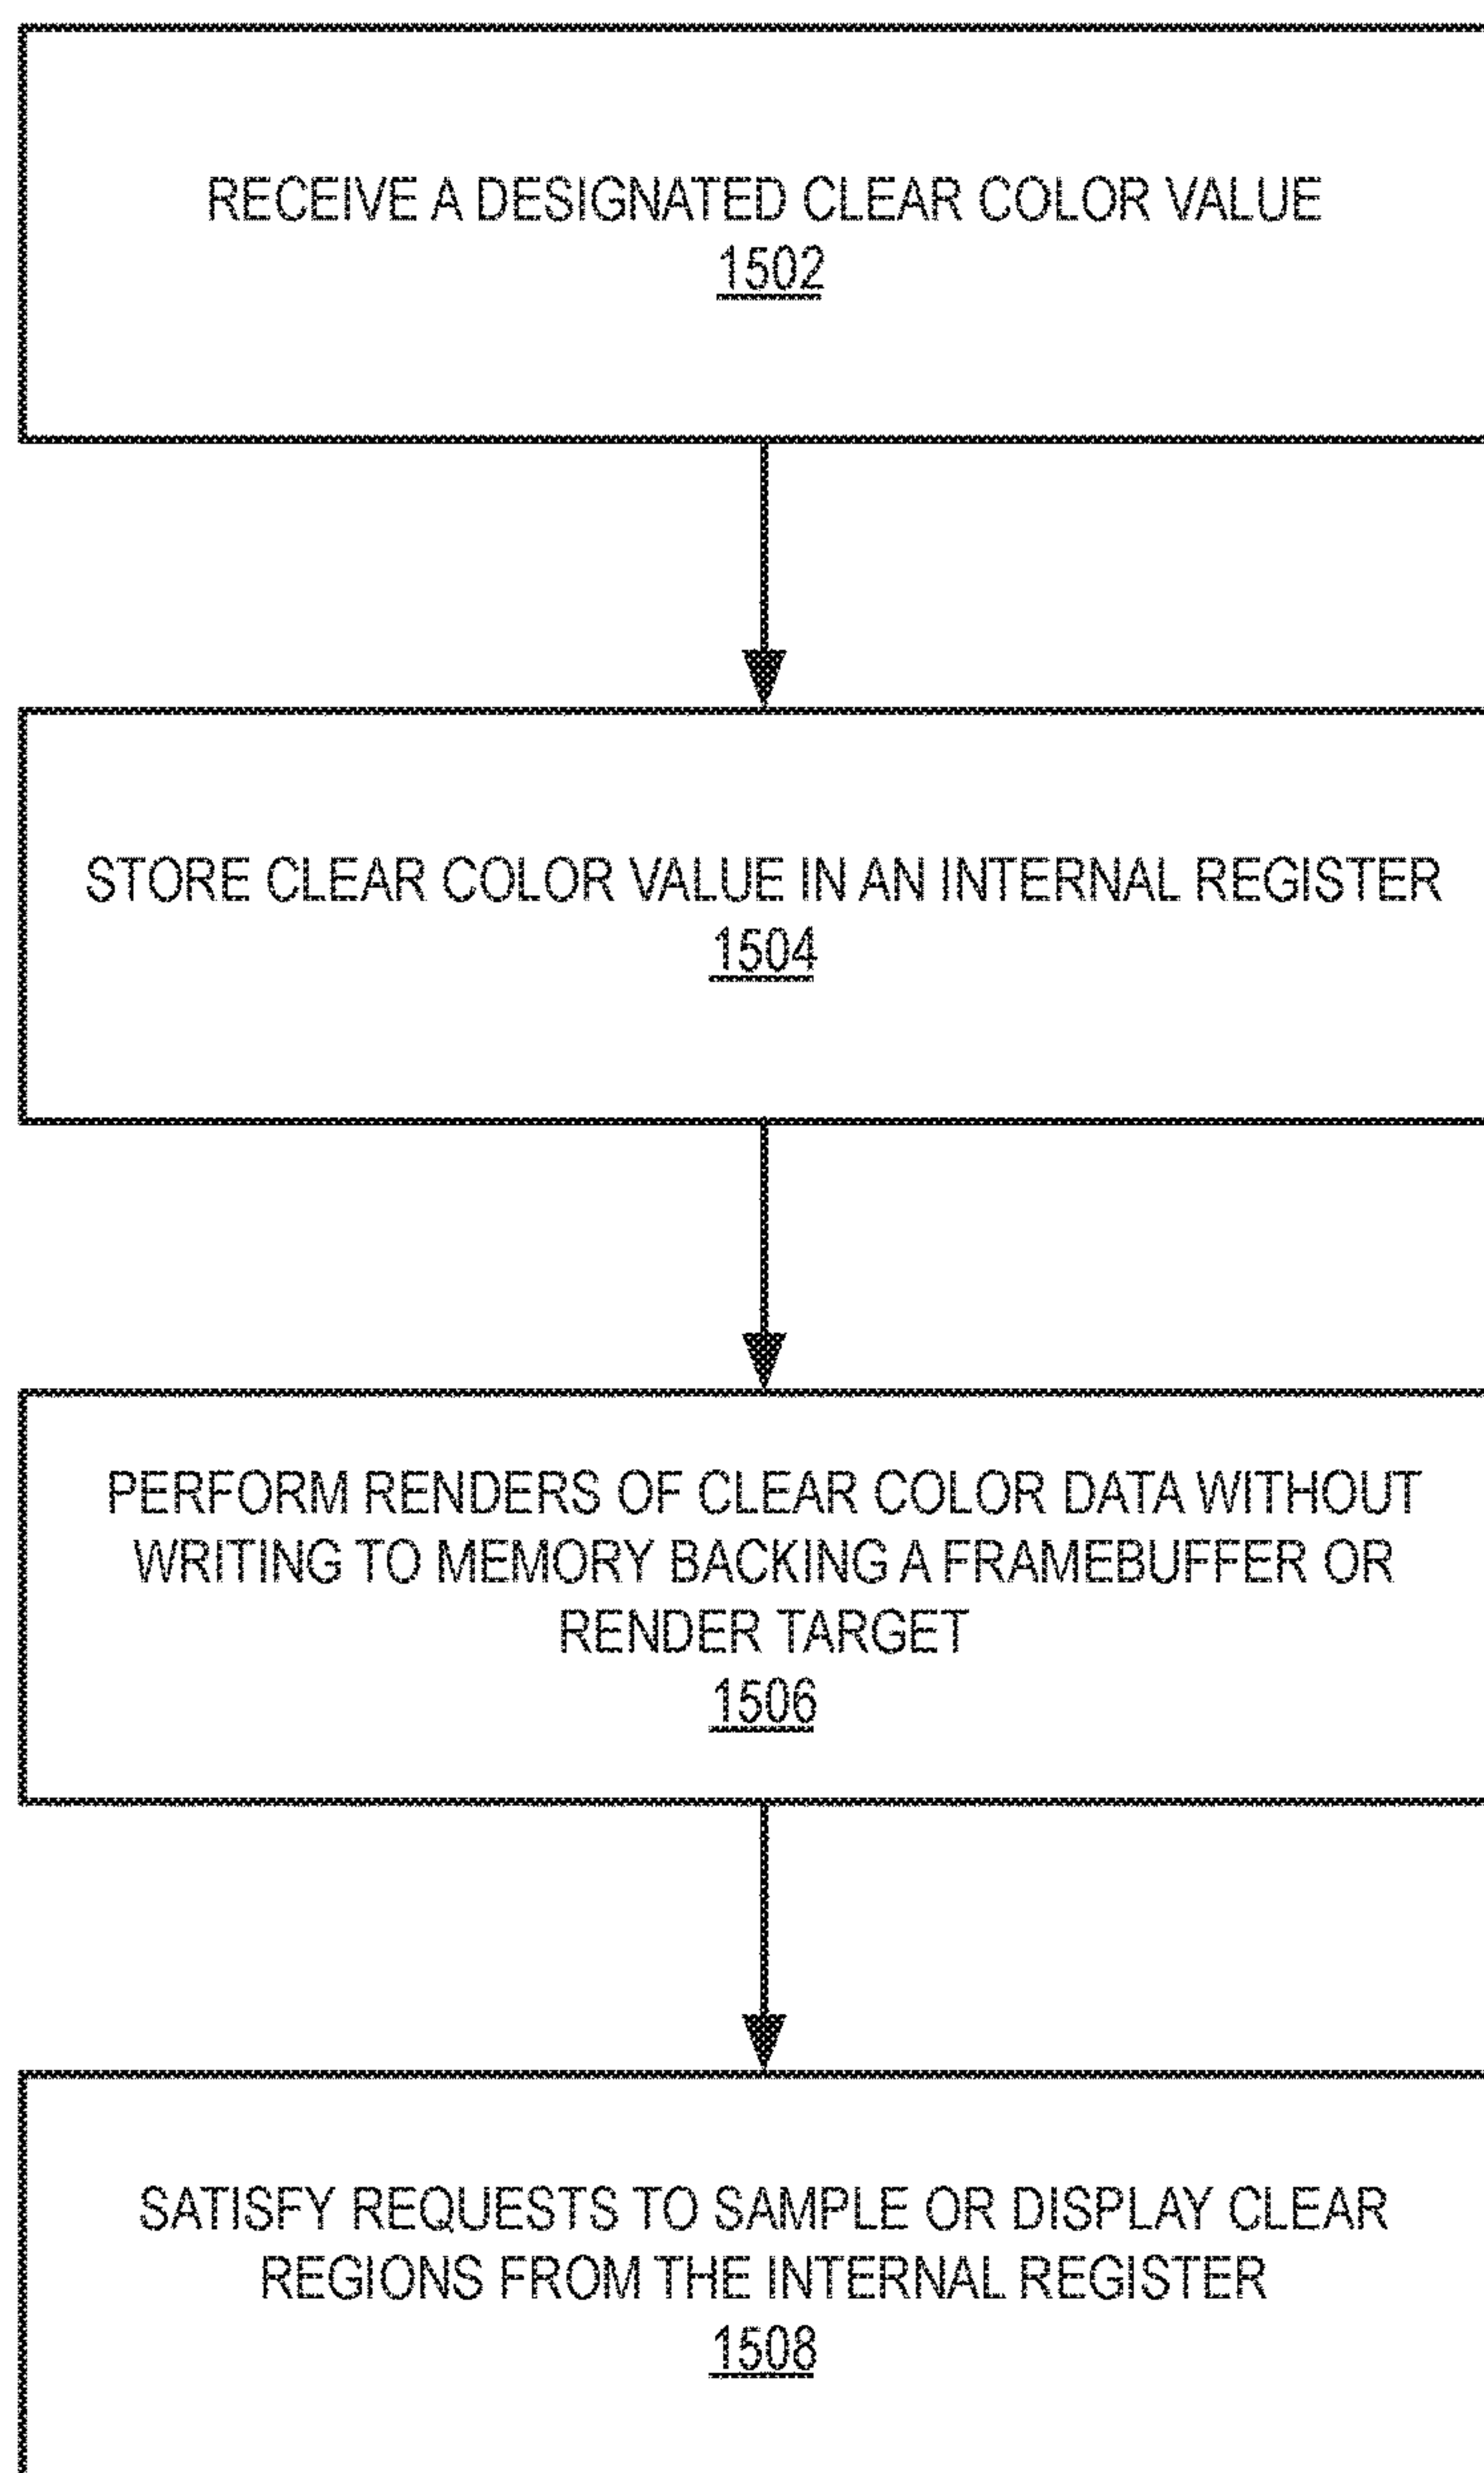 RECEIVE A DESIGNATED CLEAR COLOR VALUE
1502
STORE CLEAR COLOR VALUE IN AN INTERNAL REGISTER
1504
PERFORM RENDERS OF CLEAR COLOR DATA WITHOUT
WRITING TO MEMORY BACKING A FRAMEBUFFER OR
RENDER TARGET
1506
SATISFY REQUESTS TO SAMPLE OR DISPLAY CLEAR
REGIONS FROM THE INTERNAL REGISTER
1508